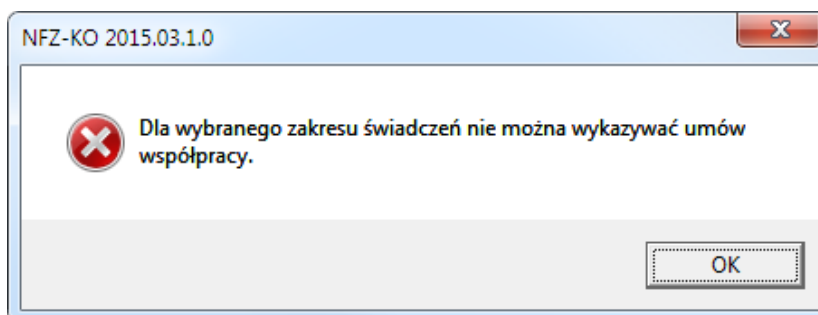 NFZ-KO 2015.03.1.0
Dla wybranego zakresu świadczeń nie można wykazywać umów
współpracy.
OK